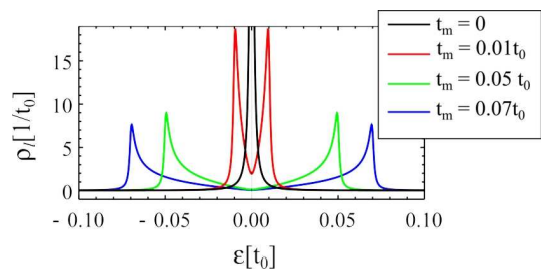 t_m = 0
t_m = 0.01t_0
t_m = 0.05 t_0
t_m = 0.07t_0
ρ_l[1/t_0]
15
10
5
0
- 0.10
- 0.05
0.00
0.05
0.10
ε[t_0]